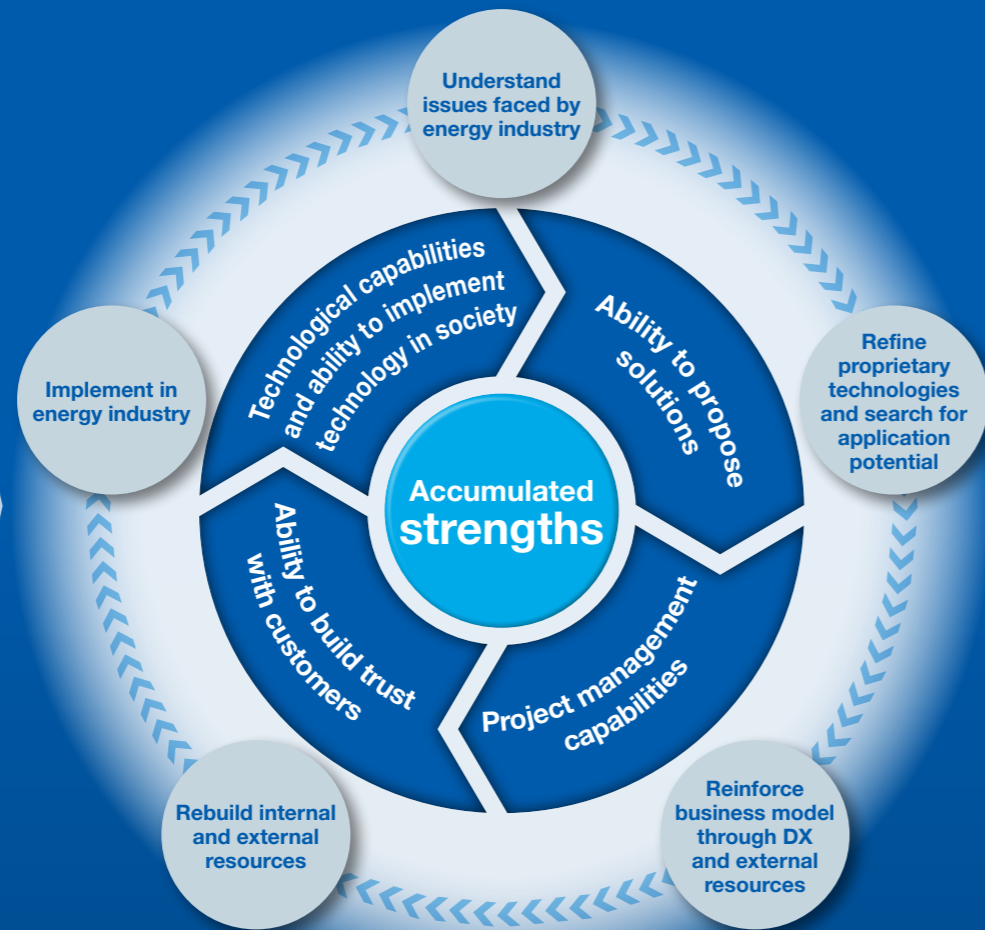 Understand
issues faced by
energy industry
Technological capabilities
and ability to implement
technology in society
Ability to propose
solutions
Implement in
energy industry
Refine
proprietary
technologies
and search for
application
potential
Accumulated
strengths
Ability to build trust
with customers
Project management
capabilities
Rebuild internal
and external
resources
Reinforce
business model
through DX
and external
resources